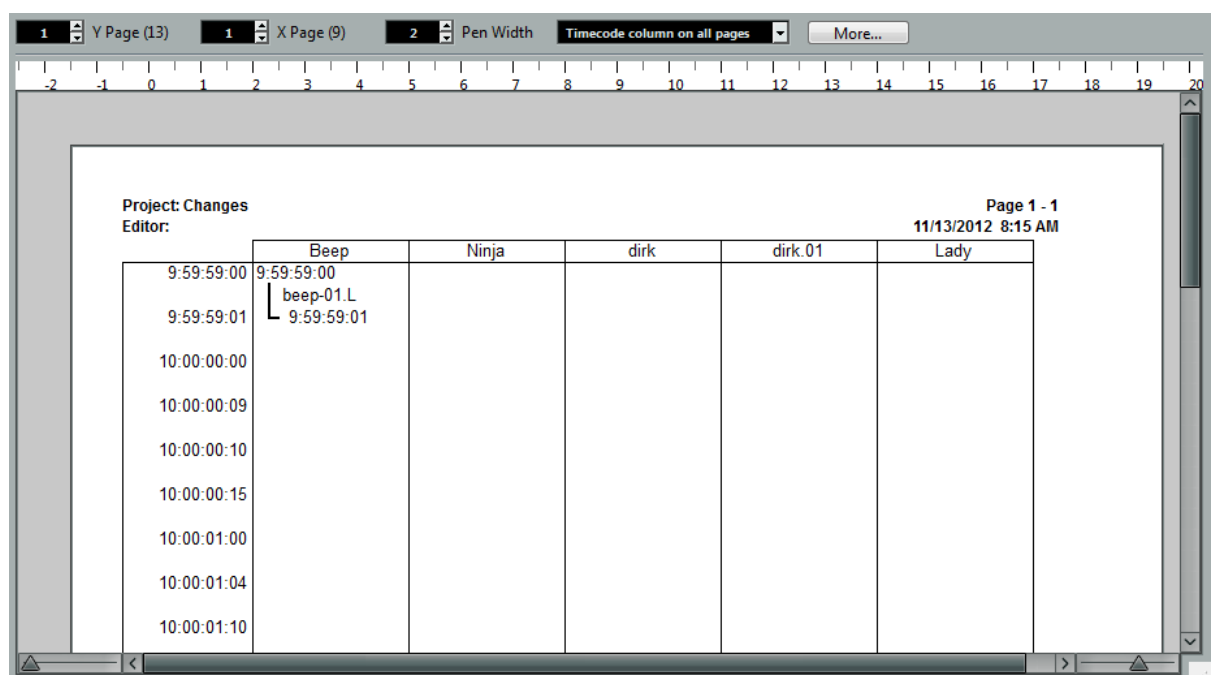 1 Y Page (13) 1 X Page (9) 2 Pen Width Timecode column on all pages More...
-2 -1 0 1 2 3 4 5 6 7 8 9 10 11 12 13 14 15 16 17 18 19 20
Project: Changes Page 1 - 1
Editor: 11/13/2012 8:15 AM
Beep Ninja dirk dirk.01 Lady
9:59:59:00 9:59:59:00
beep-01.L
9:59:59:01 9:59:59:01
10:00:00:00
10:00:00:09
10:00:00:10
10:00:00:15
10:00:01:00
10:00:01:04
10:00:01:10